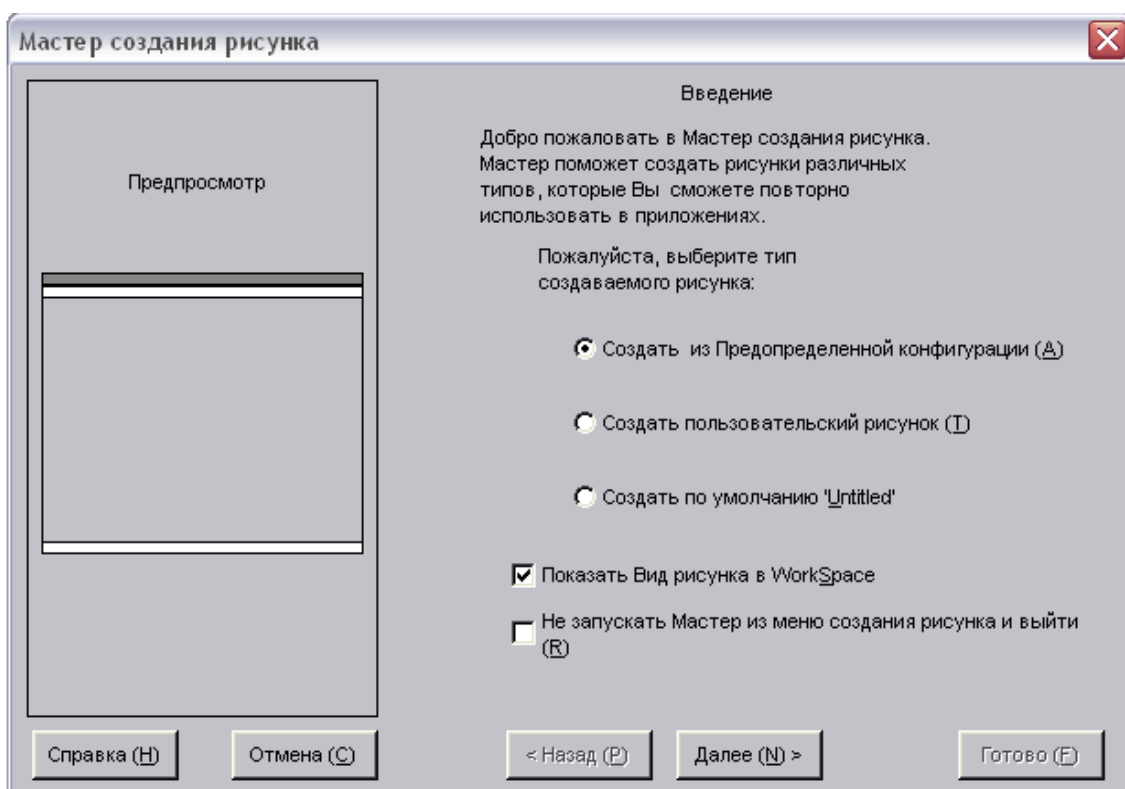 Мастер создания рисунка
Предпросмотр
Введение
Добро пожаловать в Мастер создания рисунка.
Мастер поможет создать рисунки различных
типов, которые Вы сможете повторно
использовать в приложениях.
Пожалуйста, выберите тип
создаваемого рисунка:
Создать из Предопределенной конфигурации (A)
Создать пользовательский рисунок (T)
Создать по умолчанию 'Untitled'
Показать Вид рисунка в WorkSpace
Не запускать Мастер из меню создания рисунка и выйти
(R)
Справка (H)
Отмена (C)
< Назад (P)
Далее (N) >
Готово (F)